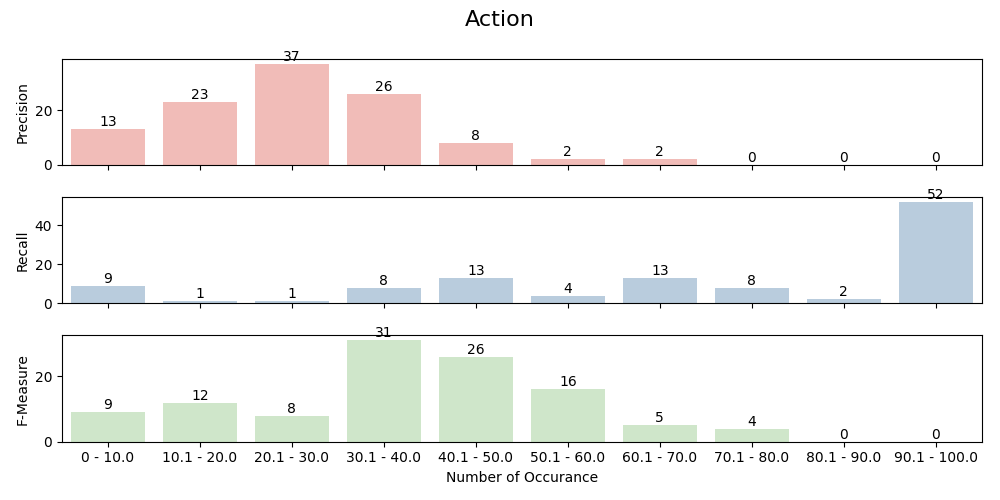 Action
Precision
20
0
13 23 37 26 8 2 2 0 0 0
Recall
40
20
0
9 1 1 8 13 4 13 8 2 52
F-Measure
20
0
9 12 8 31 26 16 5 4 0 0
0 - 10.0 10.1 - 20.0 20.1 - 30.0 30.1 - 40.0 40.1 - 50.0 50.1 - 60.0 60.1 - 70.0 70.1 - 80.0 80.1 - 90.0 90.1 - 100.0
Number of Occurance